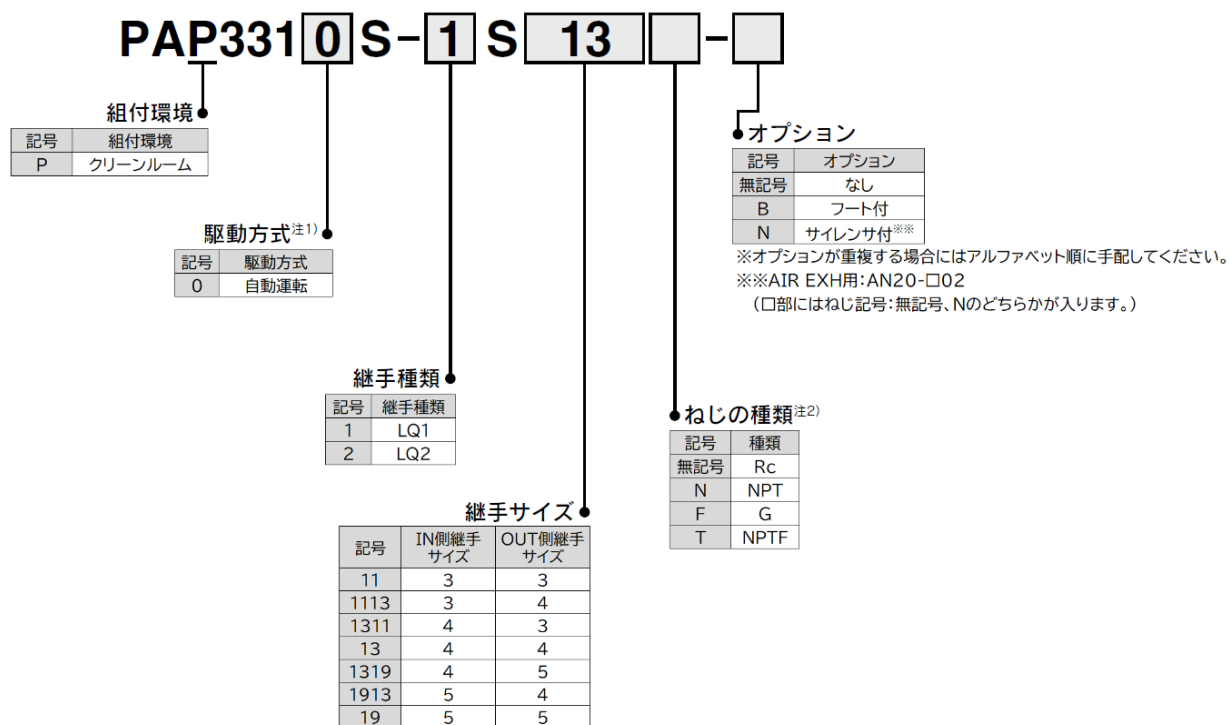 PAP3310S-1S13□-□
組付環境
記号 組付環境
P クリーンルーム
駆動方式注1)
記号 駆動方式
0 自動運転
継手種類
記号 継手種類
1 LQ1
2 LQ2
継手サイズ
記号 IN側継手サイズ OUT側継手サイズ
11 3 3
1113 3 4
1311 4 3
13 4 4
1319 4 5
1913 5 4
19 5 5
オプション
記号 オプション
無記号 なし
B フート付
N サイレンサ付※※
※オプションが重複する場合にはアルファベット順に手配してください。
※※AIR EXH用:AN20-□02
(□部にはねじ記号:無記号、Nのどちらかが入ります。)
ねじの種類注2)
記号 種類
無記号 Rc
N NPT
F G
T NPTF